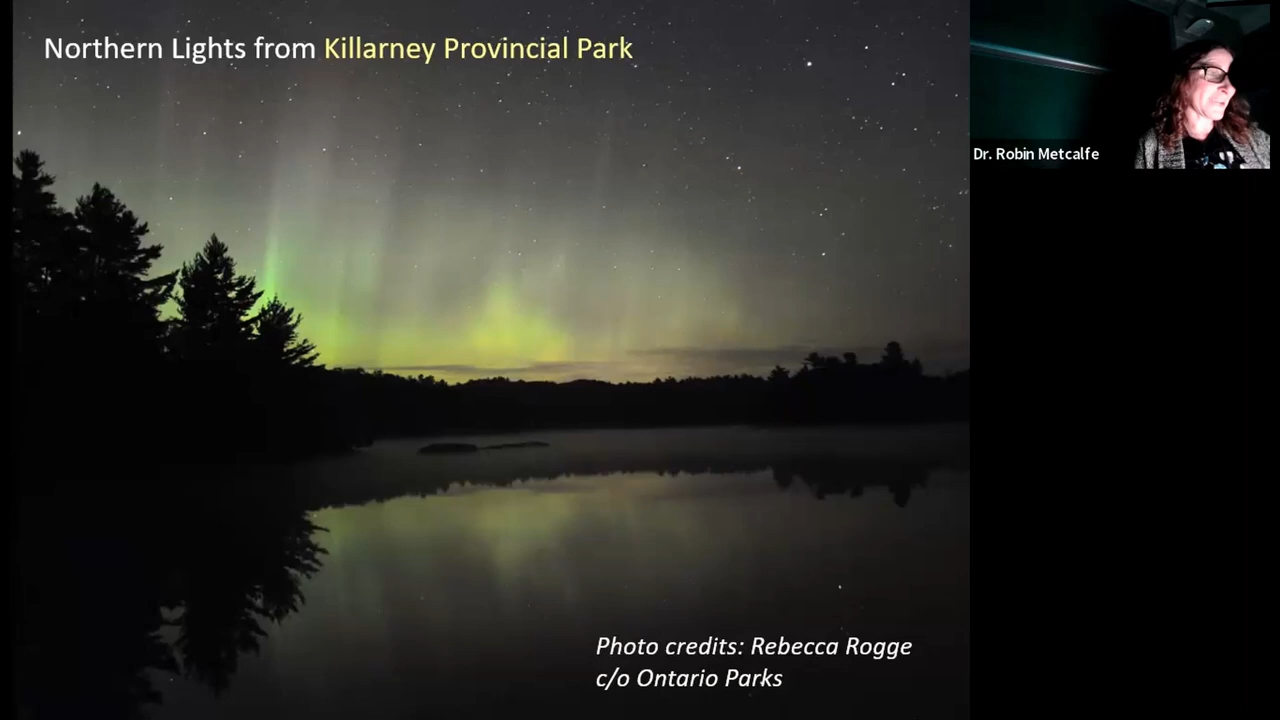 Northern Lights from Killarney Provincial Park
Dr. Robin Metcalfe
Photo credits: Rebecca Rogge
c/o Ontario Parks